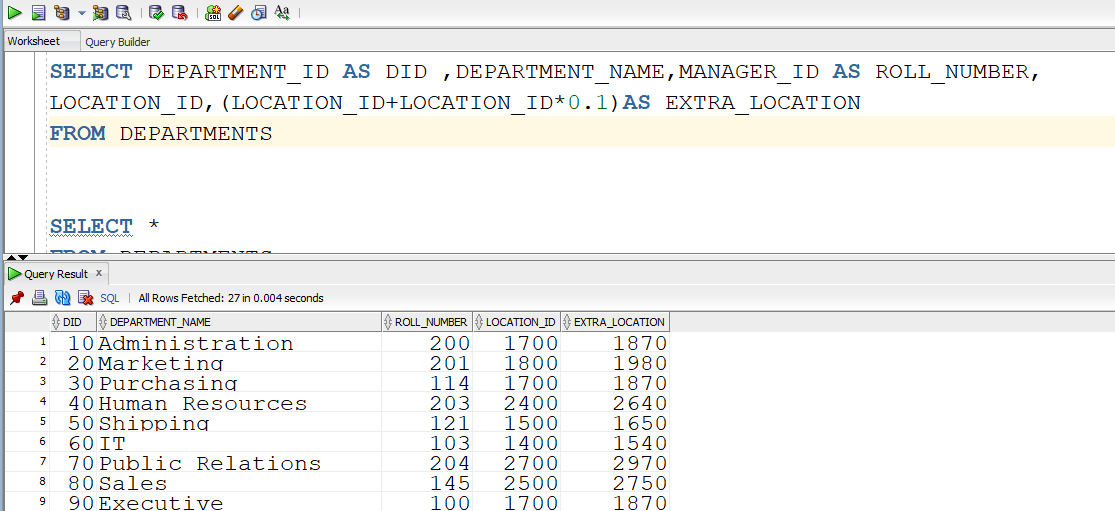 Worksheet Query Builder
SELECT DEPARTMENT_ID AS DID ,DEPARTMENT_NAME,MANAGER_ID AS ROLL_NUMBER,
LOCATION_ID,(LOCATION_ID+LOCATION_ID*0.1)AS EXTRA_LOCATION
FROM DEPARTMENTS
SELECT *
FROM DEPARTMENTS
Query Result x
SQL | All Rows Fetched: 27 in 0.004 seconds
DID DEPARTMENT_NAME ROLL_NUMBER LOCATION_ID EXTRA_LOCATION
1 10 Administration 200 1700 1870
2 20 Marketing 201 1800 1980
3 30 Purchasing 114 1700 1870
4 40 Human Resources 203 2400 2640
5 50 Shipping 121 1500 1650
6 60 IT 103 1400 1540
7 70 Public Relations 204 2700 2970
8 80 Sales 145 2500 2750
9 90 Executive 100 1700 1870